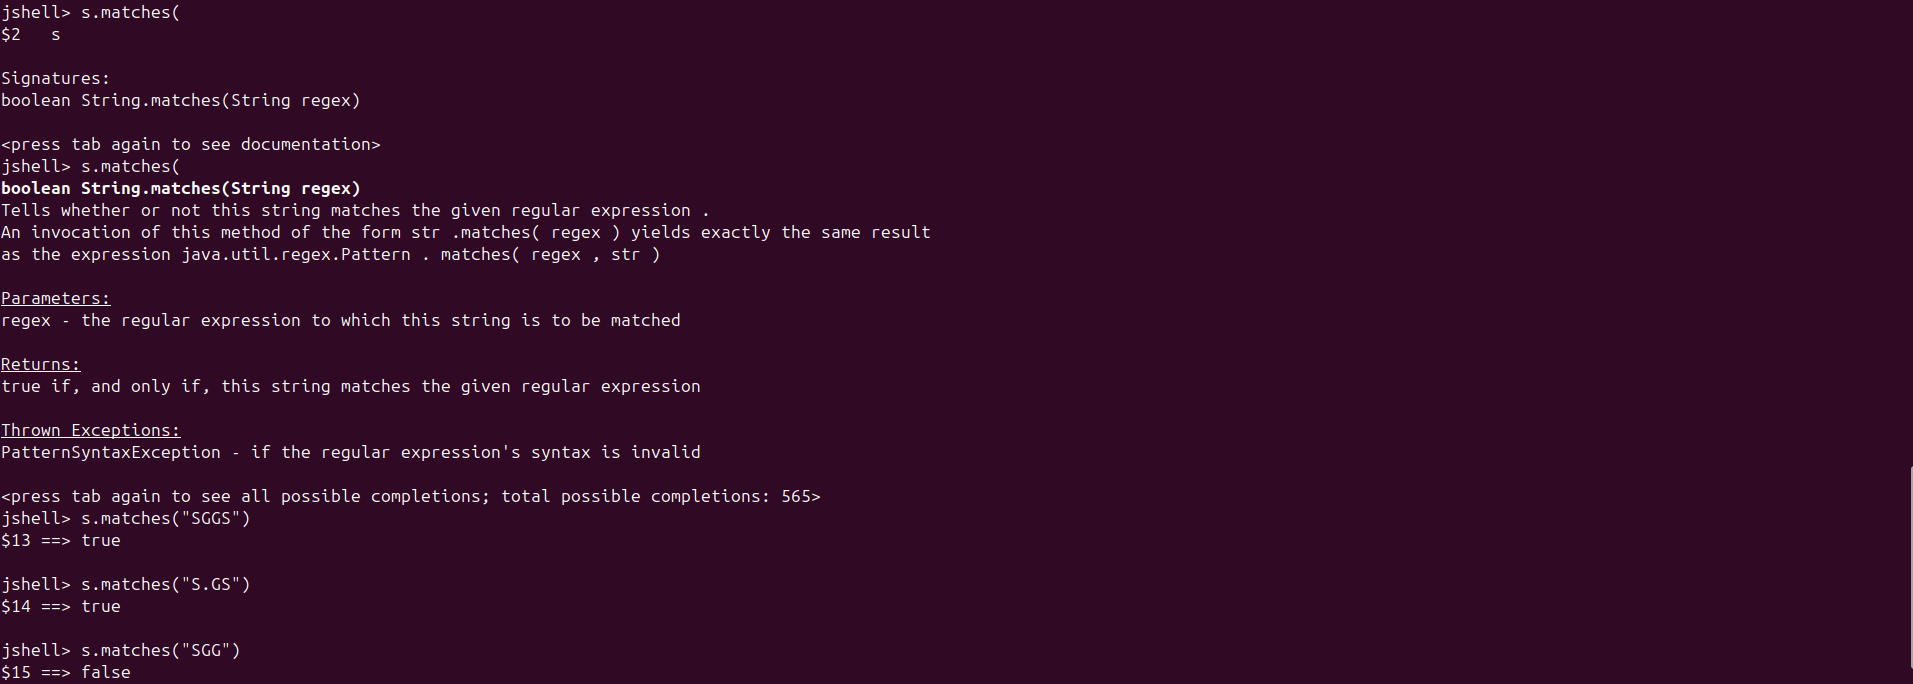 jshell> s.matches(
$2   s
Signatures:
boolean String.matches(String regex)
<press tab again to see documentation>
jshell> s.matches(
boolean String.matches(String regex)
Tells whether or not this string matches the given regular expression .
An invocation of this method of the form str .matches( regex ) yields exactly the same result
as the expression java.util.regex.Pattern . matches( regex , str )
Parameters:
regex - the regular expression to which this string is to be matched
Returns:
true if, and only if, this string matches the given regular expression
Thrown Exceptions:
PatternSyntaxException - if the regular expression's syntax is invalid
<press tab again to see all possible completions; total possible completions: 565>
jshell> s.matches("SGGS")
$13 ==> true
jshell> s.matches("S.GS")
$14 ==> true
jshell> s.matches("SGG")
$15 ==> false